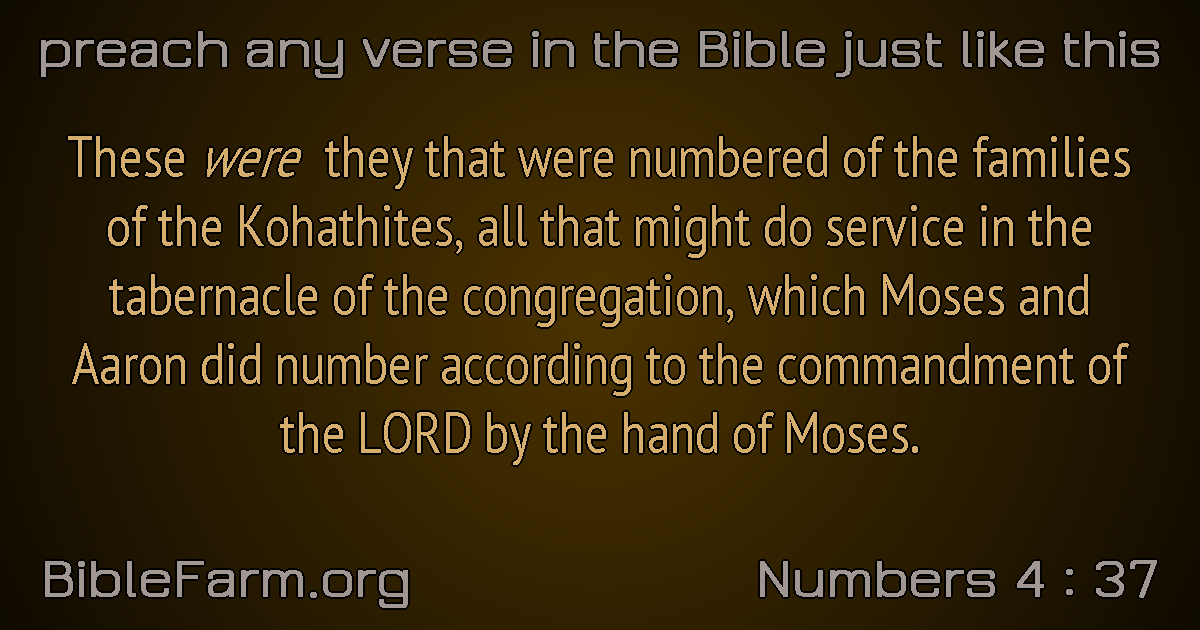 preach any verse in the Bible just like this
These were they that were numbered of the families
of the Kohathites, all that might do service in the
tabernacle of the congregation, which Moses and
Aaron did number according to the commandment of
the LORD by the hand of Moses.
BibleFarm.org
Numbers 4 : 37